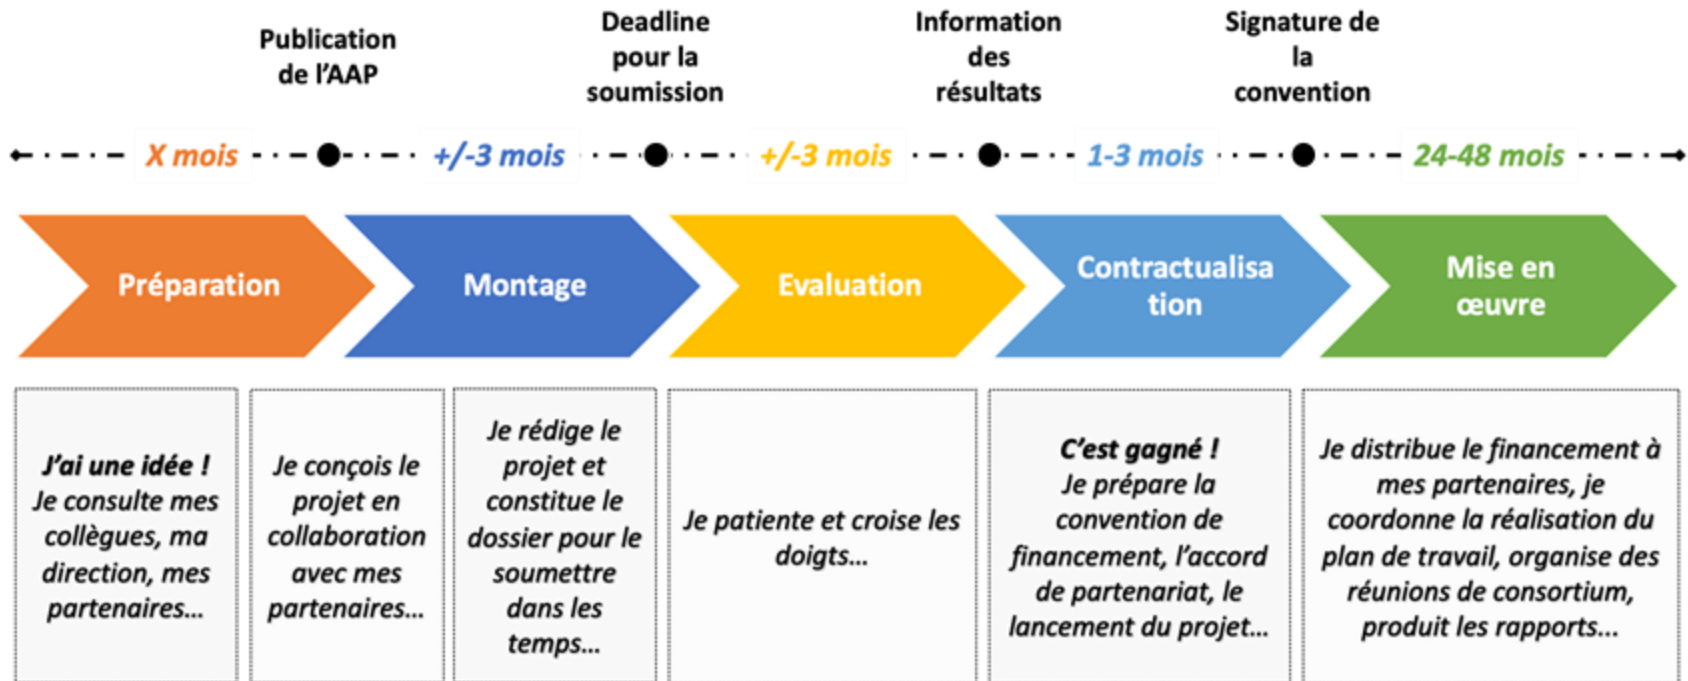 Publication
de l'AAP
Deadline
pour la
soumission
Information
des
résultats
Signature de
la
convention
X mois
+/-3 mois
+/-3 mois
1-3 mois
24-48 mois
Préparation
Montage
Evaluation
Contractualisa
tion
Mise en
œuvre
J'ai une idée !
Je consulte mes
collègues, ma
direction, mes
partenaires…
Je conçois le
projet en
collaboration
avec mes
partenaires…
Je rédige le
projet et
constitue le
dossier pour le
soumettre
dans les
temps…
Je patiente et croise les
doigts…
C'est gagné !
Je prépare la
convention de
financement, l'accord
de partenariat, le
lancement du projet…
Je distribue le financement à
mes partenaires, je
coordonne la réalisation du
plan de travail, organise des
réunions de consortium,
produit les rapports...